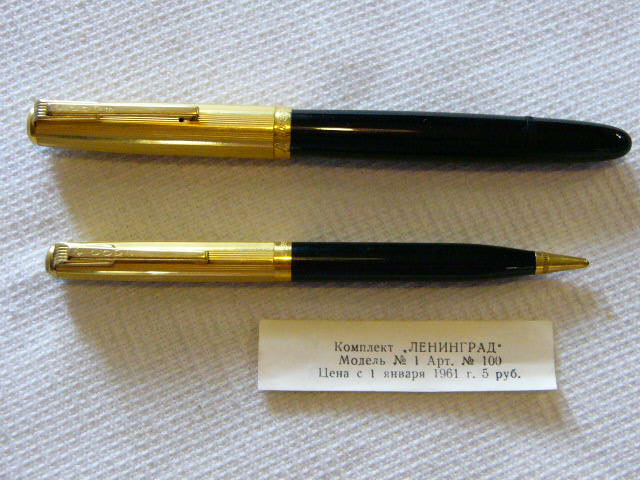 Комплект „ЛЕНИНГРАД"
Модель № 1 Арт. № 100
Цена с 1 января 1961 г. 5 руб.